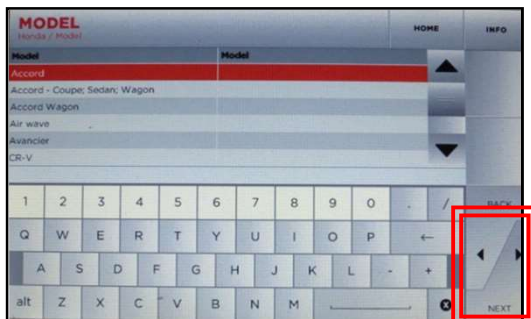 MODEL HOME INFO
Honda / Model
Model Model
Accord
Accord - Coupe; Sedan; Wagon
Accord Wagon
Air wave
Avancier
CR-V
1 2 3 4 5 6 7 8 9 0 . / BACK
Q W E R T Y U I O P ←
A S D F G H J K L - +
alt Z X C V B N M NEXT